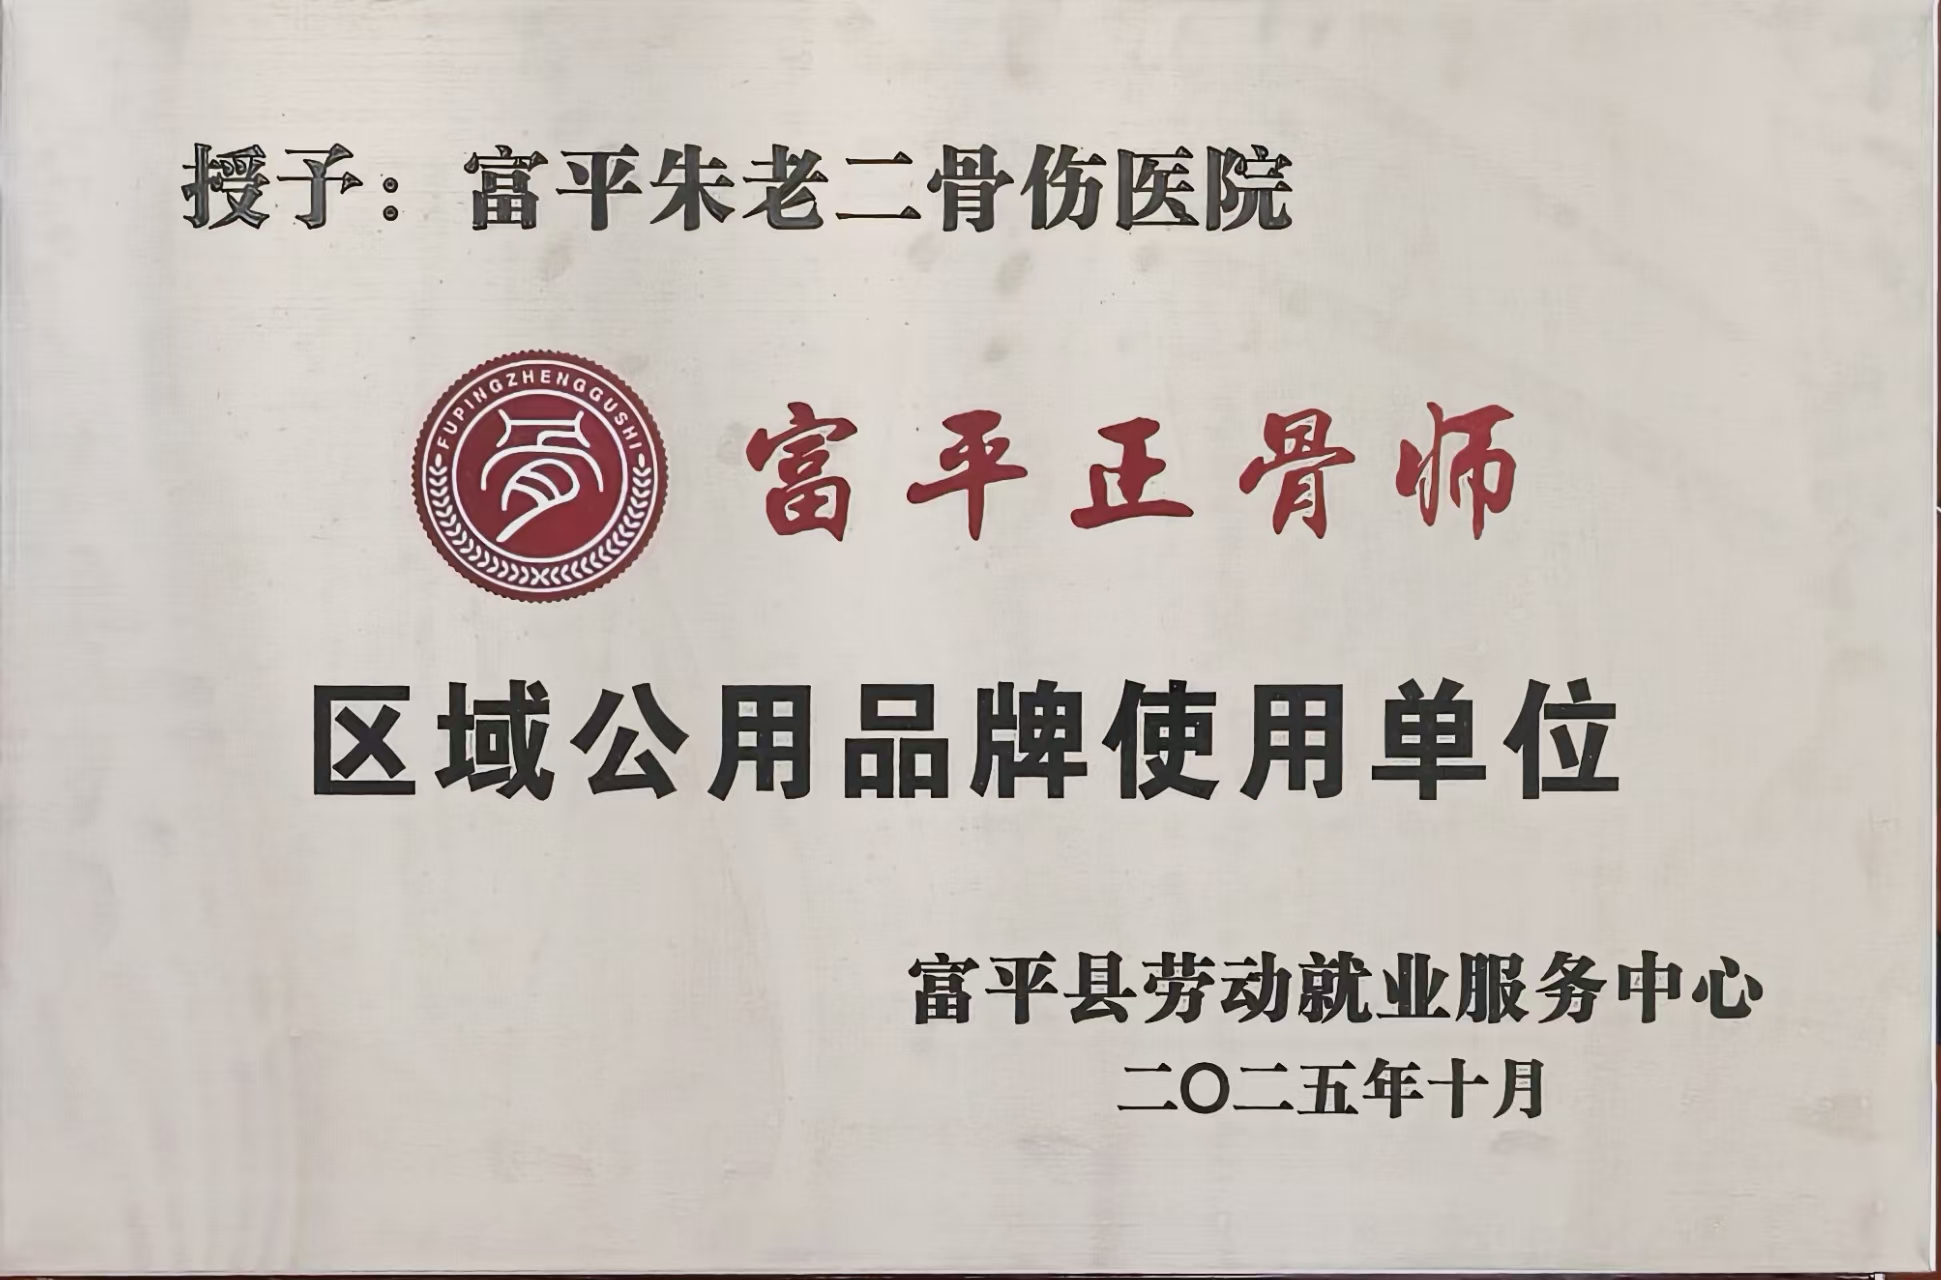 授予：富平朱老二骨伤医院
FUPINGZHENGGUSHI
富平正骨师
区域公用品牌使用单位
富平县劳动就业服务中心
二〇二五年十月